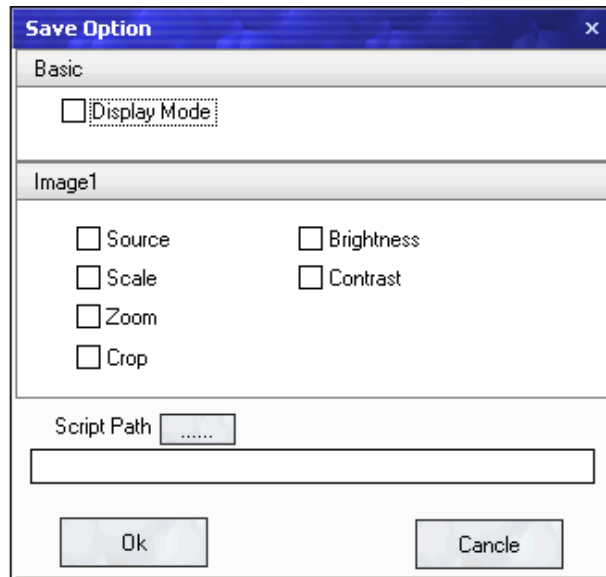 Save Option
Basic
Display Mode
Image1
Source
Brightness
Scale
Contrast
Zoom
Crop
Script Path ......
Ok
Cancle